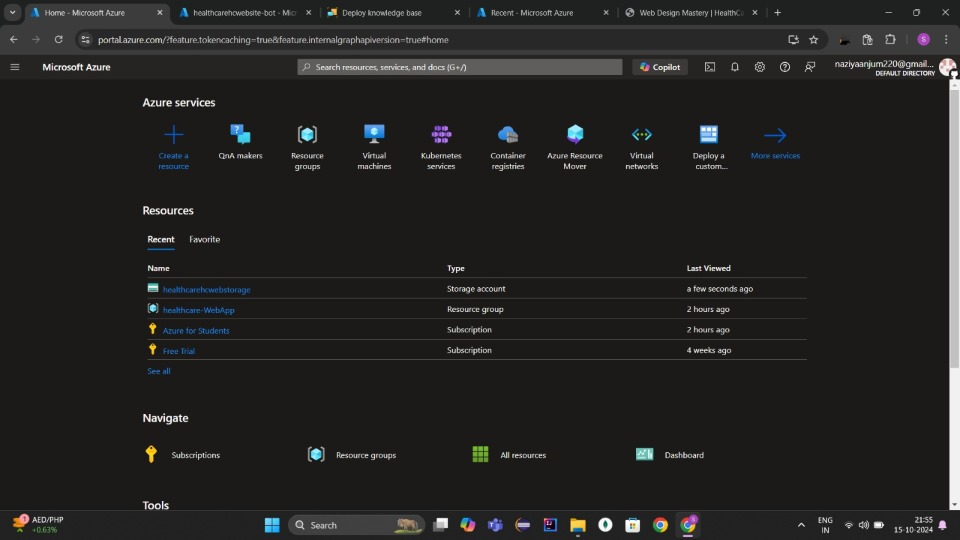 Home - Microsoft Azure
healthcarehcwebsite-bot - Mic
Deploy knowledge base
Recent - Microsoft Azure
Web Design Mastery | HealthC
portal.azure.com/?feature.tokencaching=true&feature.internalgraphapiversion=true#home
S
Microsoft Azure
Search resources, services, and docs (G+/)
Copilot
naziyaanjum220@gmail...
DEFAULT DIRECTORY
Azure services
Create a resource
QnA makers
Resource groups
Virtual machines
Kubernetes services
Container registries
Azure Resource Mover
Virtual networks
Deploy a custom...
More services
Resources
Recent Favorite
Name Type Last Viewed
healthcarehcwebstorage Storage account a few seconds ago
healthcare-WebApp Resource group 2 hours ago
Azure for Students Subscription 2 hours ago
Free Trial Subscription 4 weeks ago
See all
Navigate
Subscriptions Resource groups All resources Dashboard
Tools
1
AED/PHP
+0.63%
Search
ENG
IN
21:55
15-10-2024